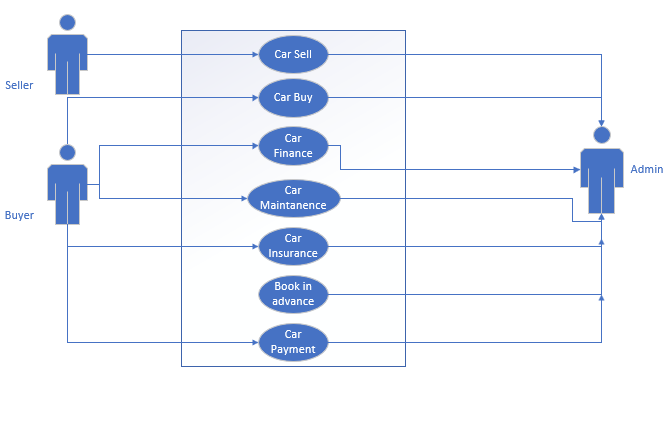 Car Sell
Seller
Car Buy
Car
Finance
Admin
Car
Maintanence
Buyer
Car
Insurance
Book in
advance
Car
Payment